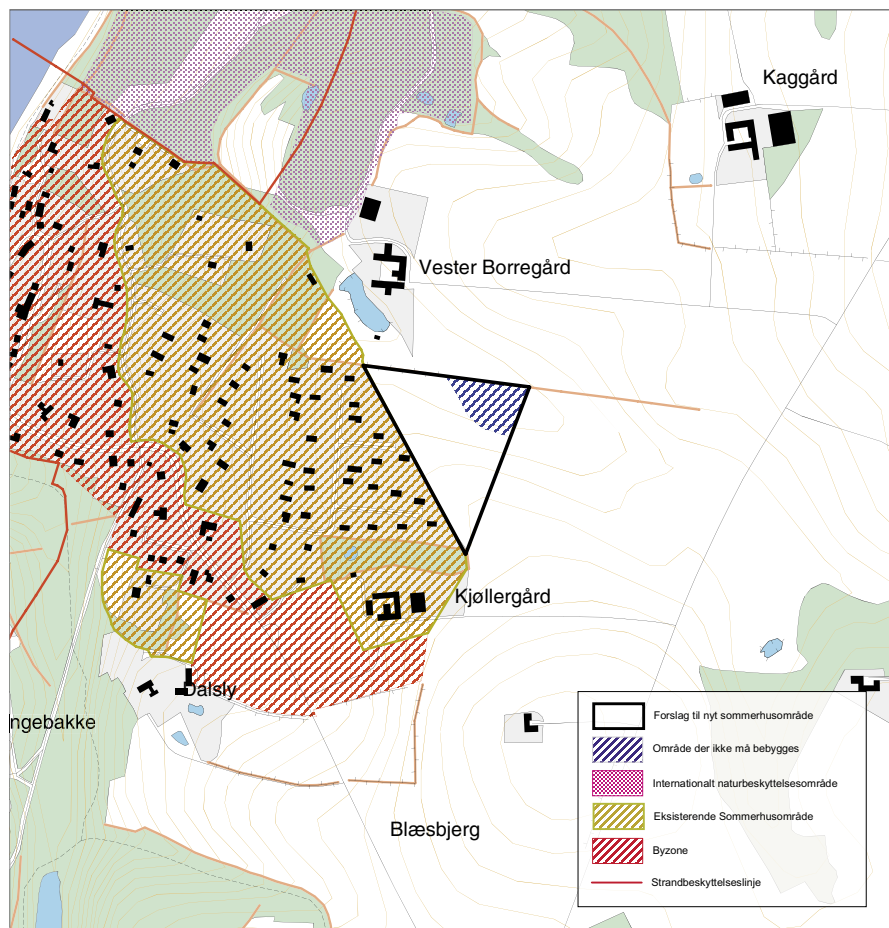 Kaggård
Vester Borregård
Kjøllergård
Dalsly
ngebakke
Blæsbjerg
Forslag til nyt sommerhusområde
Område der ikke må bebygges
Internationalt naturbeskyttelsesområde
Eksisterende Sommerhusområde
Byzone
Strandbeskyttelseslinje